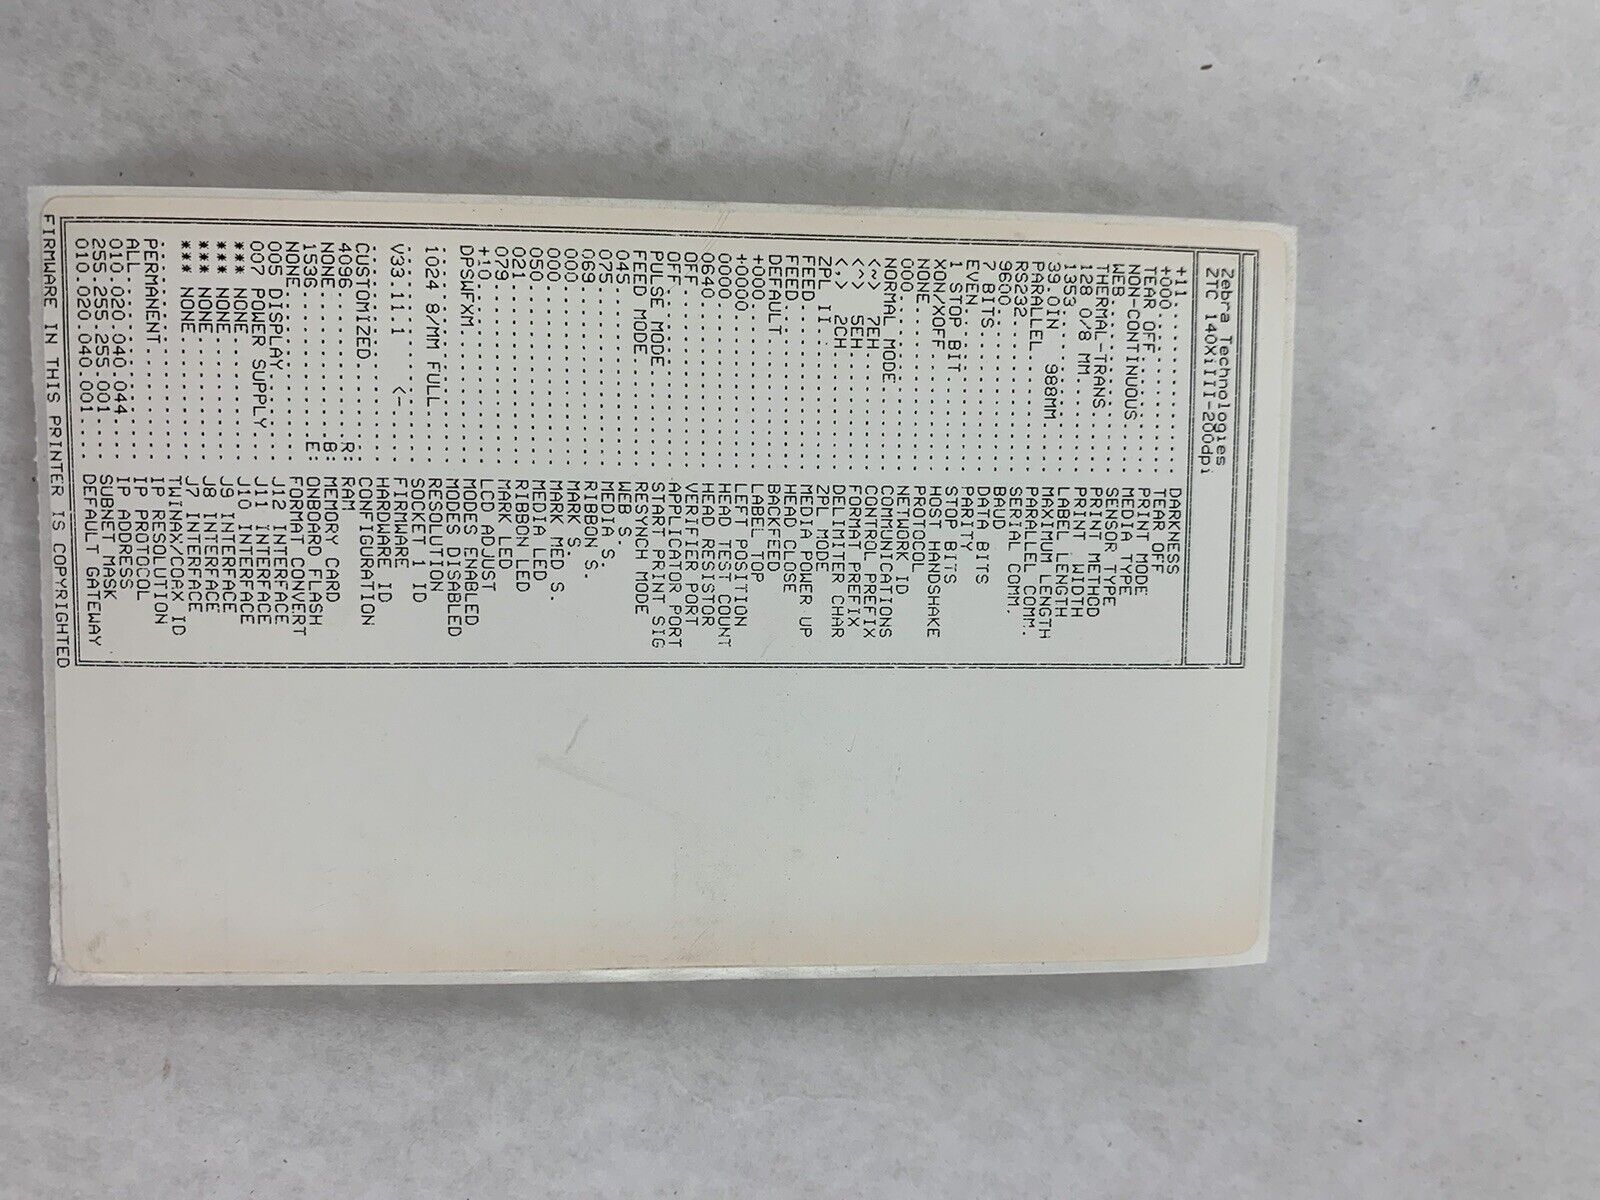 Zebra Technologies
ZTC 140XiIII-200dpi
+11.................. DARKNESS
+000................. TEAR OFF
TEAR OFF............. PRINT MODE
NON-CONTINUOUS....... MEDIA TYPE
WEB.................. SENSOR TYPE
THERMAL-TRANS........ PRINT METHOD
128 0/8 MM........... PRINT WIDTH
1353................. LABEL LENGTH
39.0IN 988MM......... MAXIMUM LENGTH
PARALLEL............. PARALLEL COMM.
RS232................ SERIAL COMM.
9600................. BAUD
7 BITS............... DATA BITS
EVEN................. PARITY
1 STOP BIT........... STOP BITS
XON/XOFF............. HOST HANDSHAKE
NONE................. PROTOCOL
000.................. NETWORK ID
NORMAL MODE.......... COMMUNICATIONS
<~> 7EH.............. CONTROL PREFIX
<^> 5EH.............. FORMAT PREFIX
<,> 2CH.............. DELIMITER CHAR
ZPL II............... ZPL MODE
FEED................. MEDIA POWER UP
FEED................. HEAD CLOSE
DEFAULT.............. BACKFEED
+000................. LABEL TOP
+0000................ LEFT POSITION
0000................. HEAD TEST COUNT
0640................. HEAD RESISTOR
OFF.................. VERIFIER PORT
OFF.................. APPLICATOR PORT
PULSE MODE........... START PRINT SIG
FEED MODE............ RESYNCH MODE
045.................. WEB S.
075.................. MEDIA S.
069.................. RIBBON S.
000.................. MARK S.
000.................. MARK MED S.
050.................. MEDIA LED
021.................. RIBBON LED
079.................. MARK LED
+10.................. LCD ADJUST
DPSWFXM.............. MODES ENABLED
..................... MODES DISABLED
1024 8/MM FULL....... RESOLUTION
..................... SOCKET 1 ID
V33.11.1 <-.......... FIRMWARE
..................... HARDWARE ID
CUSTOMIZED........... CONFIGURATION
4096...............R: RAM
NONE...............B: MEMORY CARD
1536...............E: ONBOARD FLASH
NONE................. FORMAT CONVERT
005 DISPLAY.......... J12 INTERFACE
007 POWER SUPPLY..... J11 INTERFACE
*** NONE............. J10 INTERFACE
*** NONE............. J9 INTERFACE
*** NONE............. J8 INTERFACE
*** NONE............. J7 INTERFACE
..................... TWINAX/COAX ID
PERMANENT............ IP RESOLUTION
ALL.................. IP PROTOCOL
010.020.040.044...... IP ADDRESS
255.255.255.001...... SUBNET MASK
010.020.040.001...... DEFAULT GATEWAY
FIRMWARE IN THIS PRINTER IS COPYRIGHTED